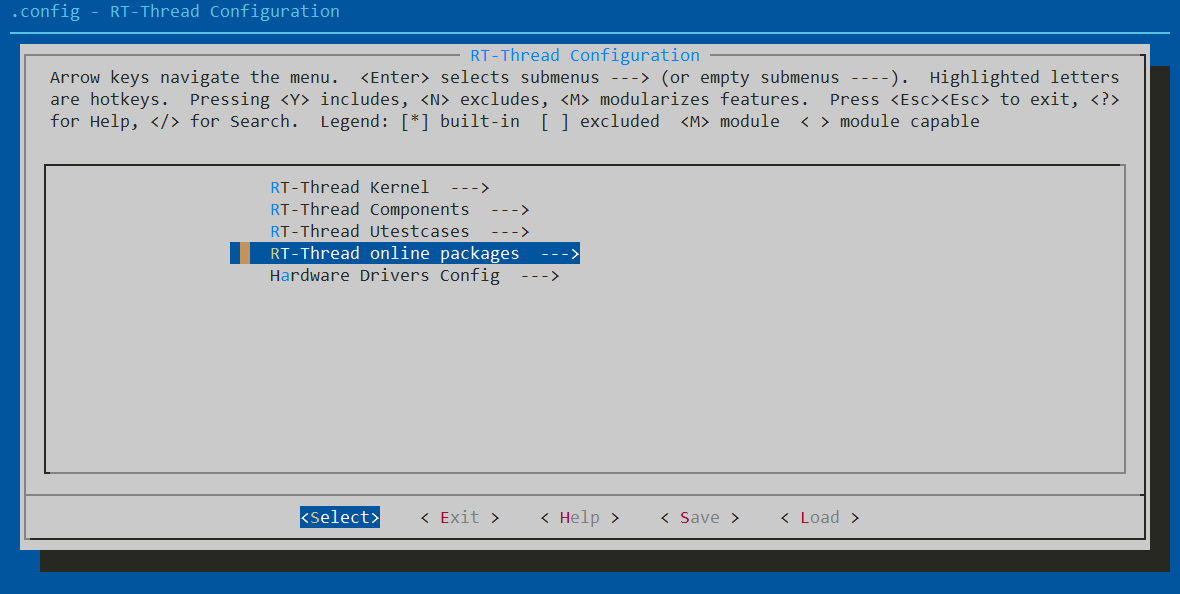 .config - RT-Thread Configuration
RT-Thread Configuration
Arrow keys navigate the menu.  <Enter> selects submenus ---> (or empty submenus ----).  Highlighted letters
are hotkeys.  Pressing <Y> includes, <N> excludes, <M> modularizes features.  Press <Esc><Esc> to exit, <?>
for Help, </> for Search.  Legend: [*] built-in  [ ] excluded  <M> module  < > module capable
RT-Thread Kernel  --->
RT-Thread Components  --->
RT-Thread Utestcases  --->
RT-Thread online packages  --->
Hardware Drivers Config  --->
<Select>    < Exit >    < Help >    < Save >    < Load >